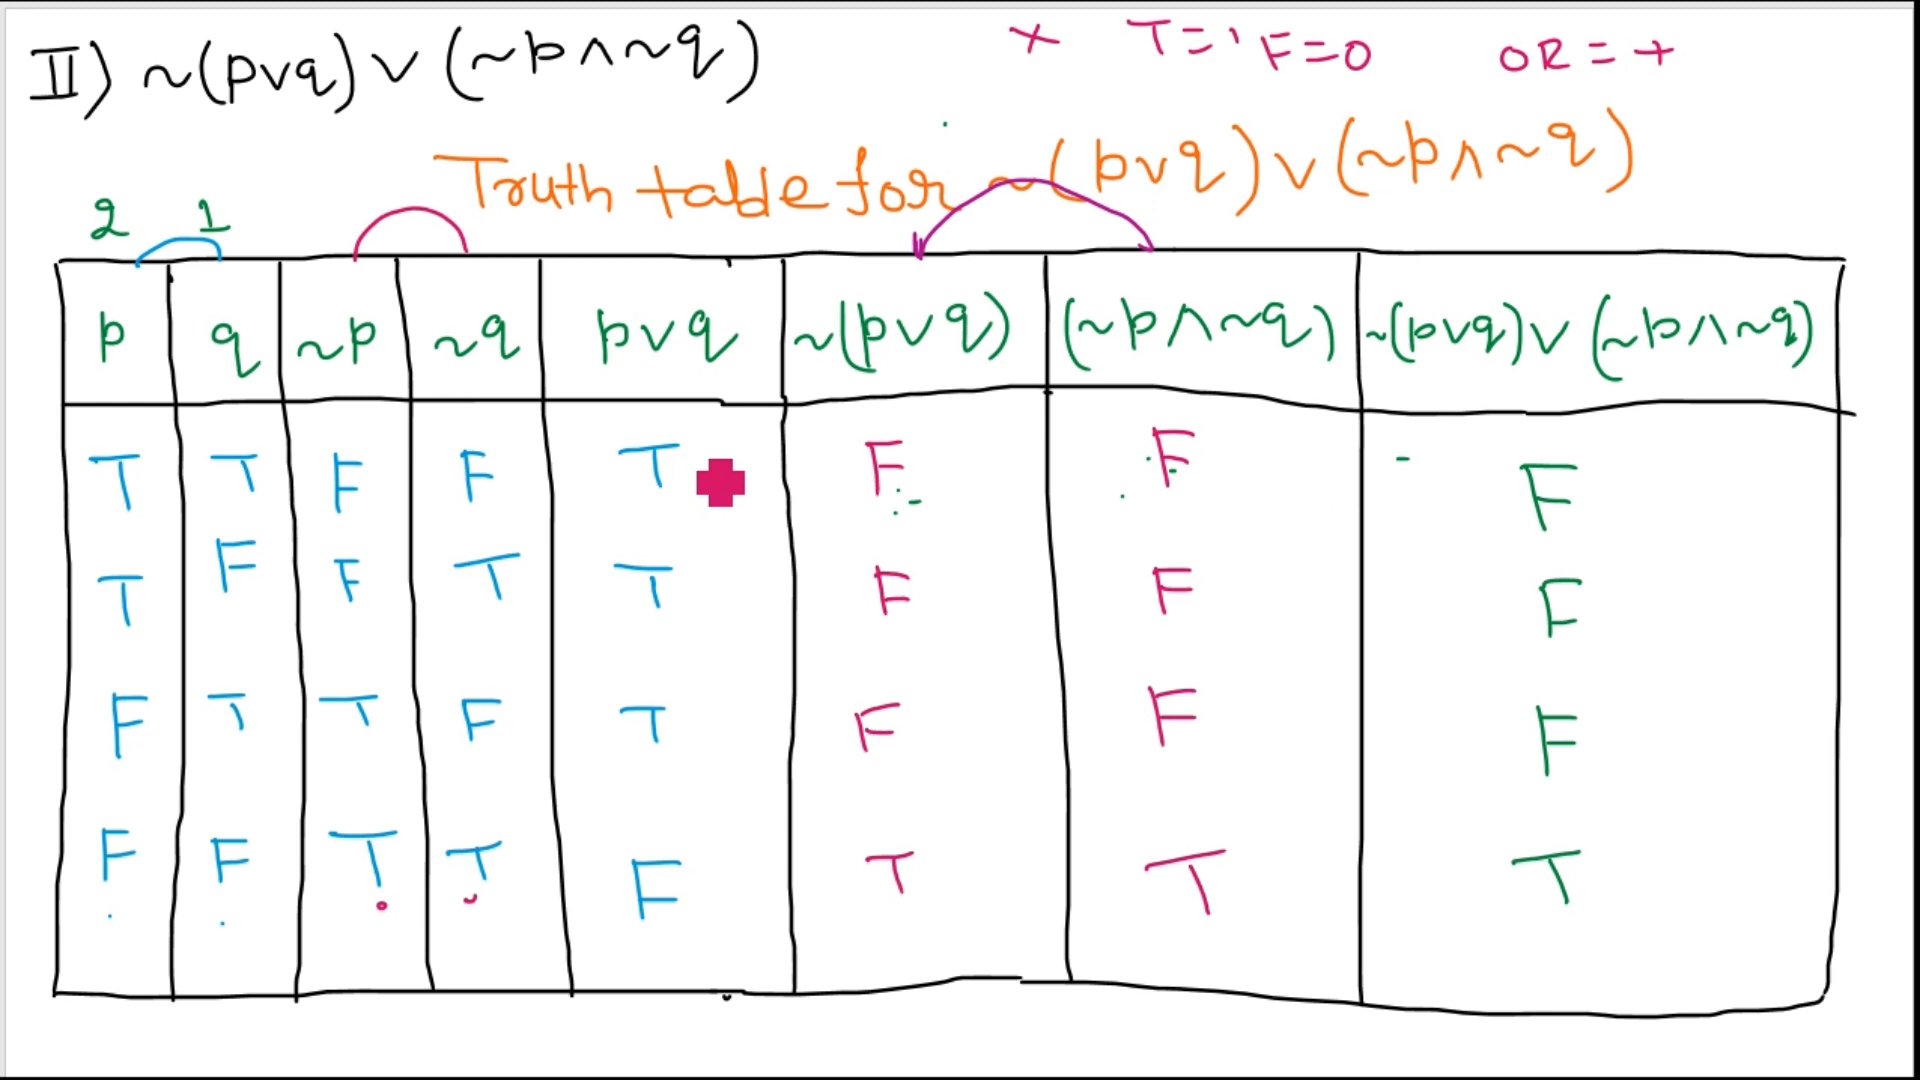 II) ~(p∨q) ∨ (~p∧~q)
× T=1 F=0 OR = +
Truth table for ~(p∨q)∨(~p∧~q)
2 1
p q ~p ~q p∨q ~(p∨q) (~p∧~q) ~(p∨q)∨(~p∧~q)
T T F F T F F F
T F F T T F F F
F T T F T F F F
F F T T F T T T